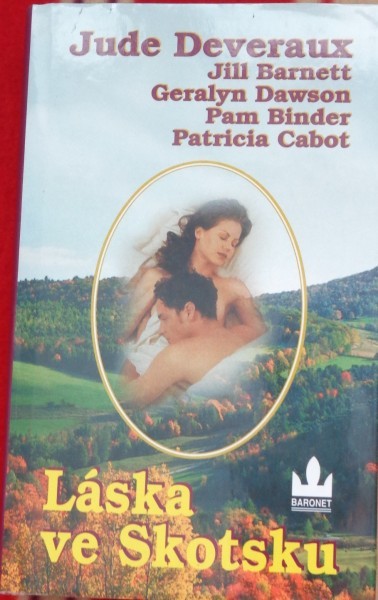 Jude Deveraux
Jill Barnett
Geralyn Dawson
Pam Binder
Patricia Cabot
BARONET
Láska
ve Skotsku